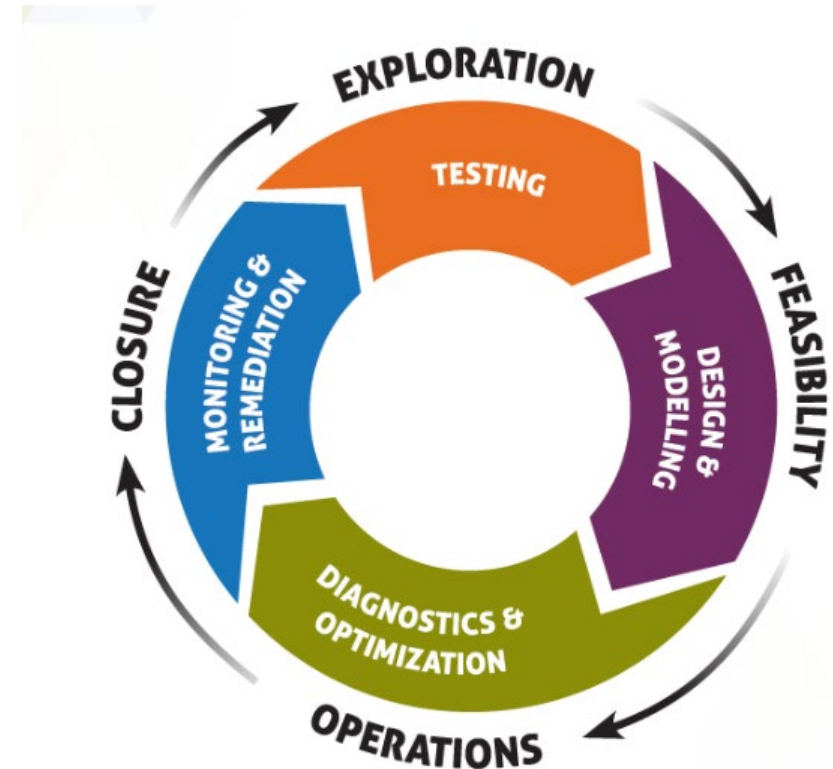 EXPLORATION
TESTING
FEASIBILITY
DESIGN &
MODELLING
OPERATIONS
DIAGNOSTICS &
OPTIMIZATION
CLOSURE
MONITORING &
REMEDIATION